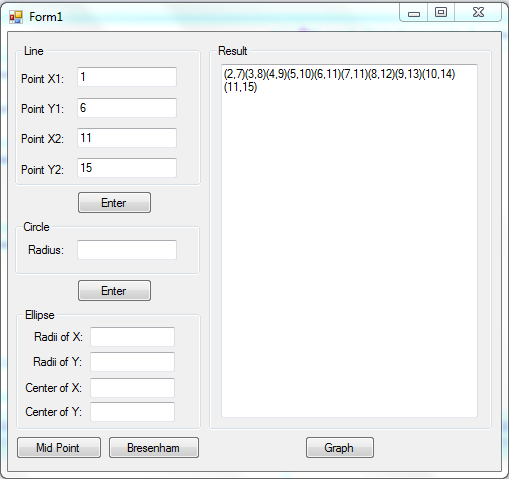 Form1
Line
Point X1: 1
Point Y1: 6
Point X2: 11
Point Y2: 15
Enter
Circle
Radius:
Enter
Ellipse
Radii of X:
Radii of Y:
Center of X:
Center of Y:
Mid Point Bresenham
Result
(2,7)(3,8)(4,9)(5,10)(6,11)(7,11)(8,12)(9,13)(10,14)
(11,15)
Graph